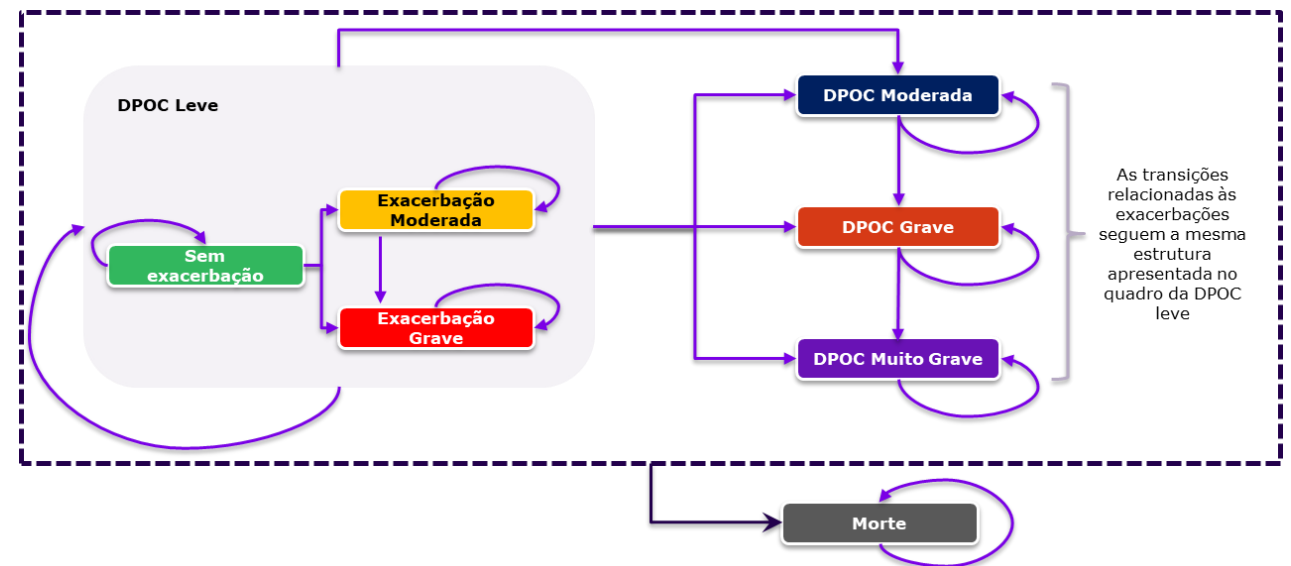 DPOC Leve
Sem
exacerbação
Exacerbação
Moderada
Exacerbação
Grave
DPOC Moderada
DPOC Grave
DPOC Muito Grave
As transições
relacionadas às
exacerbações
seguem a mesma
estrutura
apresentada no
quadro da DPOC
leve
Morte